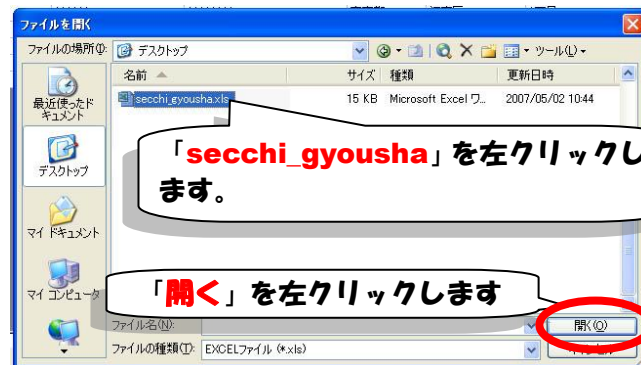 ファイルを開く
ファイルの場所(I):
デスクトップ
ツール(L)
名前
サイズ
種類
更新日時
secchi_gyousha.xls
15 KB
Microsoft Excel ワ...
2007/05/02 10:44
最近使ったド
キュメント
デスクトップ
マイ ドキュメント
マイ コンピュータ
「secchi_gyousha」を左クリックし
ます。
「開く」を左クリックします
ファイル名(N):
開く(O)
ファイルの種類(T):
EXCELファイル (*.xls)